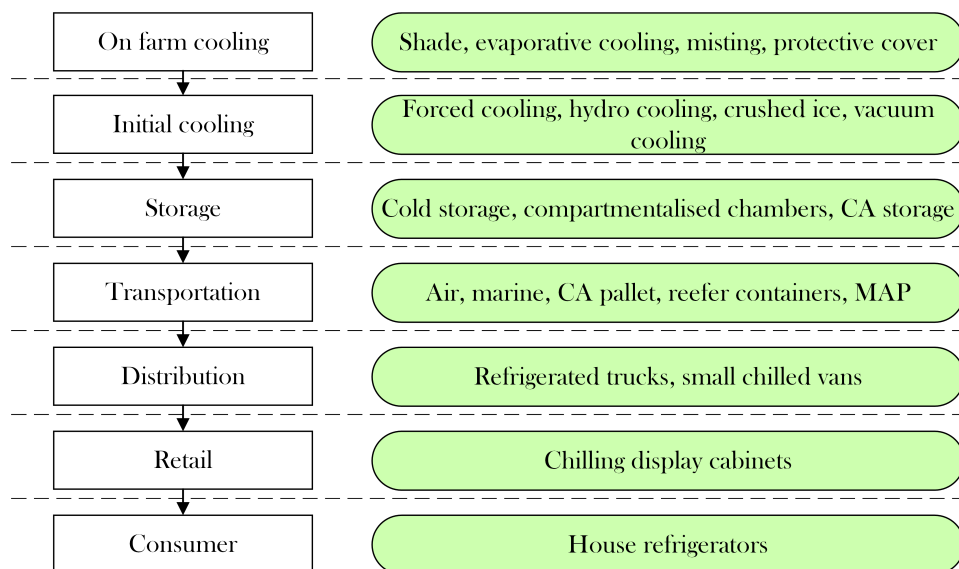 On farm cooling
Shade, evaporative cooling, misting, protective cover
Initial cooling
Forced cooling, hydro cooling, crushed ice, vacuum
cooling
Storage
Cold storage, compartmentalised chambers, CA storage
Transportation
Air, marine, CA pallet, reefer containers, MAP
Distribution
Refrigerated trucks, small chilled vans
Retail
Chilling display cabinets
Consumer
House refrigerators